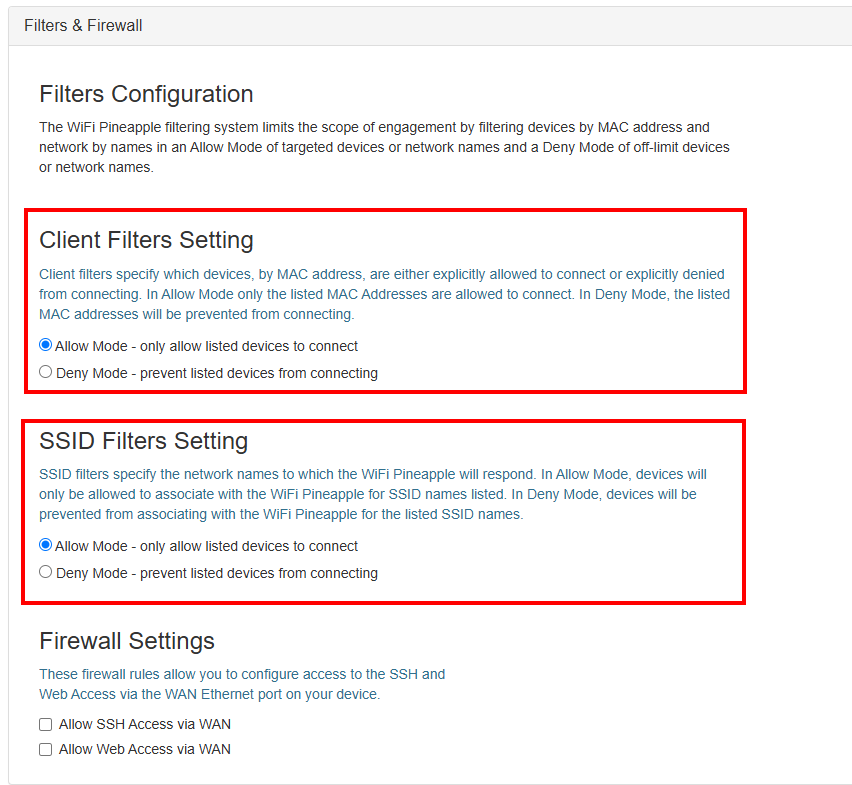 Filters & Firewall
Filters Configuration
The WiFi Pineapple filtering system limits the scope of engagement by filtering devices by MAC address and
network by names in an Allow Mode of targeted devices or network names and a Deny Mode of off-limit devices
or network names.
Client Filters Setting
Client filters specify which devices, by MAC address, are either explicitly allowed to connect or explicitly denied
from connecting. In Allow Mode only the listed MAC Addresses are allowed to connect. In Deny Mode, the listed
MAC addresses will be prevented from connecting.
Allow Mode - only allow listed devices to connect
Deny Mode - prevent listed devices from connecting
SSID Filters Setting
SSID filters specify the network names to which the WiFi Pineapple will respond. In Allow Mode, devices will
only be allowed to associate with the WiFi Pineapple for SSID names listed. In Deny Mode, devices will be
prevented from associating with the WiFi Pineapple for the listed SSID names.
Allow Mode - only allow listed devices to connect
Deny Mode - prevent listed devices from connecting
Firewall Settings
These firewall rules allow you to configure access to the SSH and
Web Access via the WAN Ethernet port on your device.
Allow SSH Access via WAN
Allow Web Access via WAN